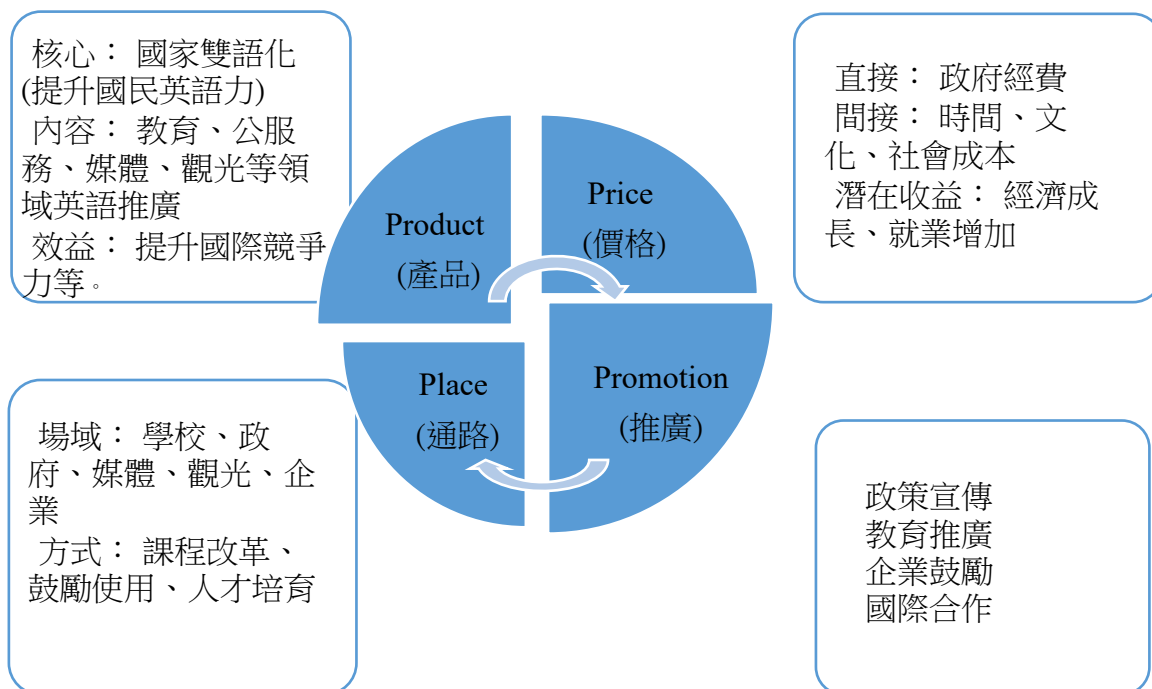 核心： 國家雙語化
(提升國民英語力)
內容： 教育、公服
務、媒體、觀光等領
域英語推廣
效益： 提升國際競爭
力等。
直接： 政府經費
間接： 時間、文
化、社會成本
潛在收益： 經濟成
長、就業增加
Product
(產品)
Price
(價格)
Place
(通路)
Promotion
(推廣)
場域： 學校、政
府、媒體、觀光、企
業
方式： 課程改革、
鼓勵使用、人才培育
政策宣傳
教育推廣
企業鼓勵
國際合作